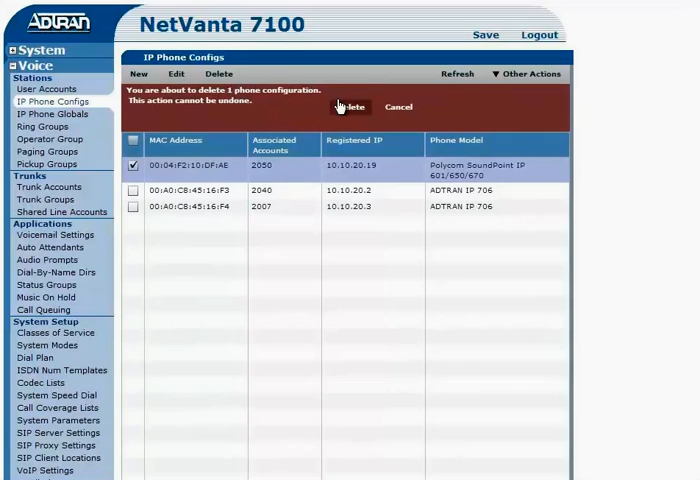 ADTRAN
NetVanta 7100
Save Logout
System
Voice
Stations
User Accounts
IP Phone Configs
IP Phone Globals
Ring Groups
Operator Group
Paging Groups
Pickup Groups
Trunks
Trunk Accounts
Trunk Groups
Shared Line Accounts
Applications
Voicemail Settings
Auto Attendants
Audio Prompts
Dial-By-Name Dirs
Status Groups
Music On Hold
Call Queuing
System Setup
Classes of Service
System Modes
Dial Plan
ISDN Num Templates
Codec Lists
System Speed Dial
Call Coverage Lists
System Parameters
SIP Server Settings
SIP Proxy Settings
SIP Client Locations
VoIP Settings
IP Phone Configs
New Edit Delete Refresh ▼ Other Actions
You are about to delete 1 phone configuration.
This action cannot be undone.
Delete Cancel
MAC Address Associated Accounts Registered IP Phone Model
00:04:F2:10:DF:AE 2050 10.10.20.19 Polycom SoundPoint IP
601/650/670
00:A0:C8:45:16:F3 2040 10.10.20.2 ADTRAN IP 706
00:A0:C8:45:16:F4 2007 10.10.20.3 ADTRAN IP 706